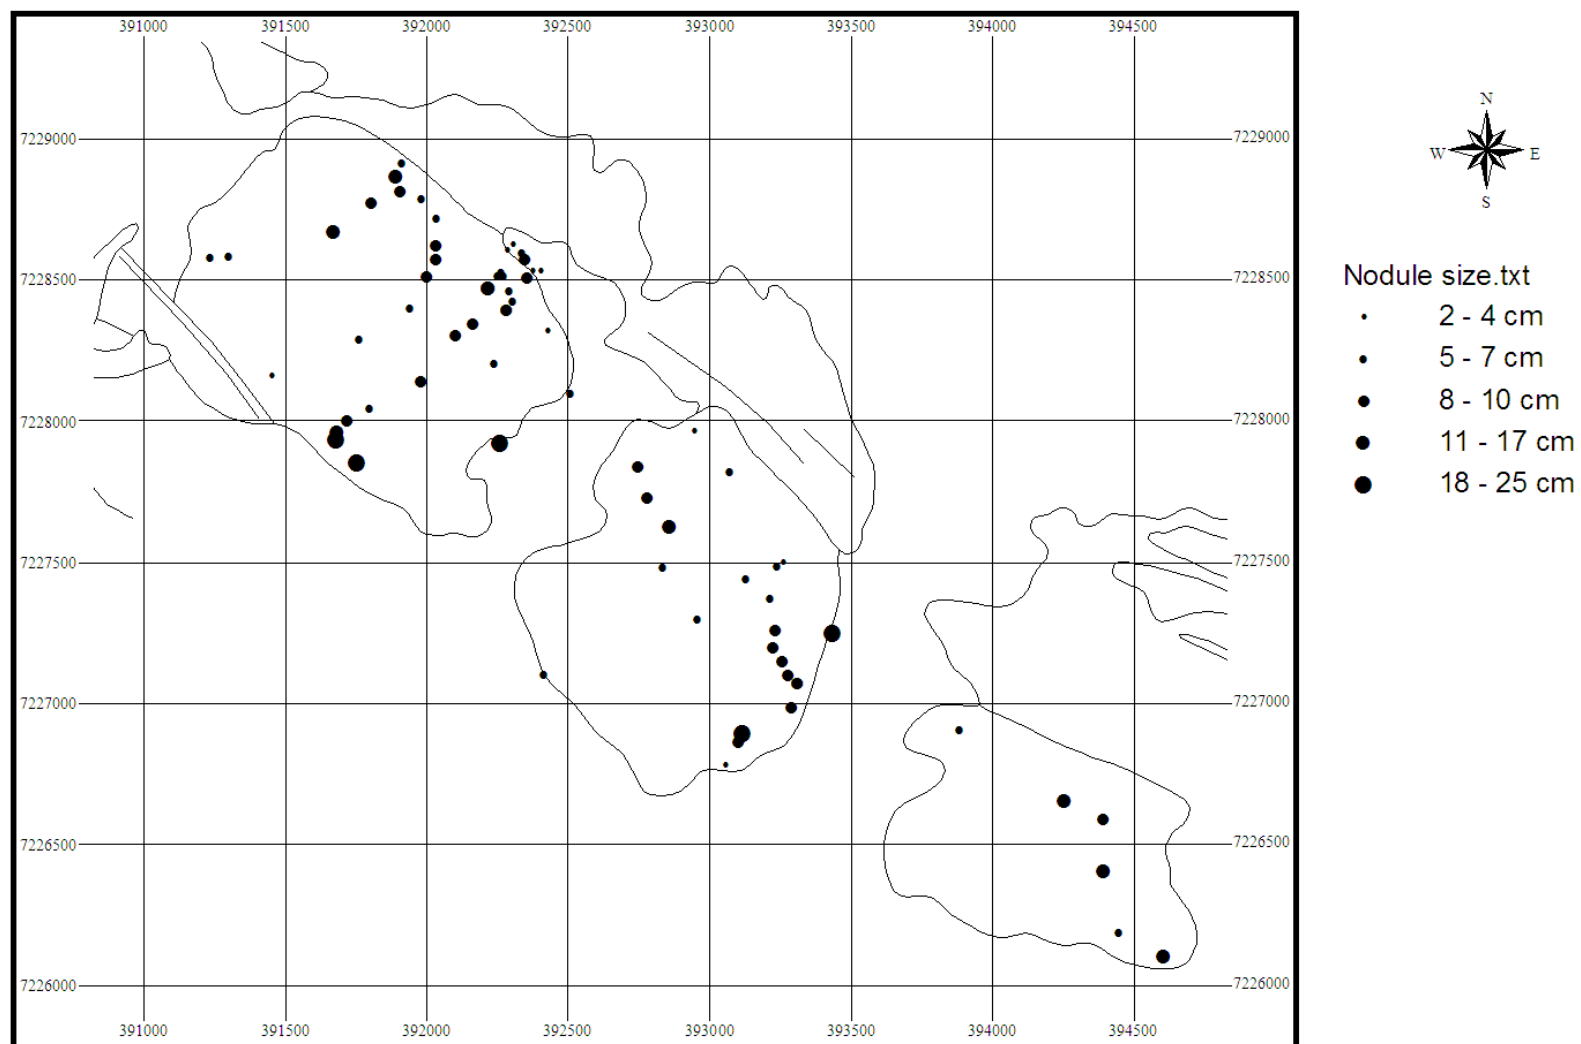 391000 391500 392000 392500 393000 393500 394000 394500
7229000 7229000
7228500 7228500
7228000 7228000
7227500 7227500
7227000 7227000
7226500 7226500
7226000 7226000
391000 391500 392000 392500 393000 393500 394000 394500
N
W E
S
Nodule size.txt
2 - 4 cm
5 - 7 cm
8 - 10 cm
11 - 17 cm
18 - 25 cm